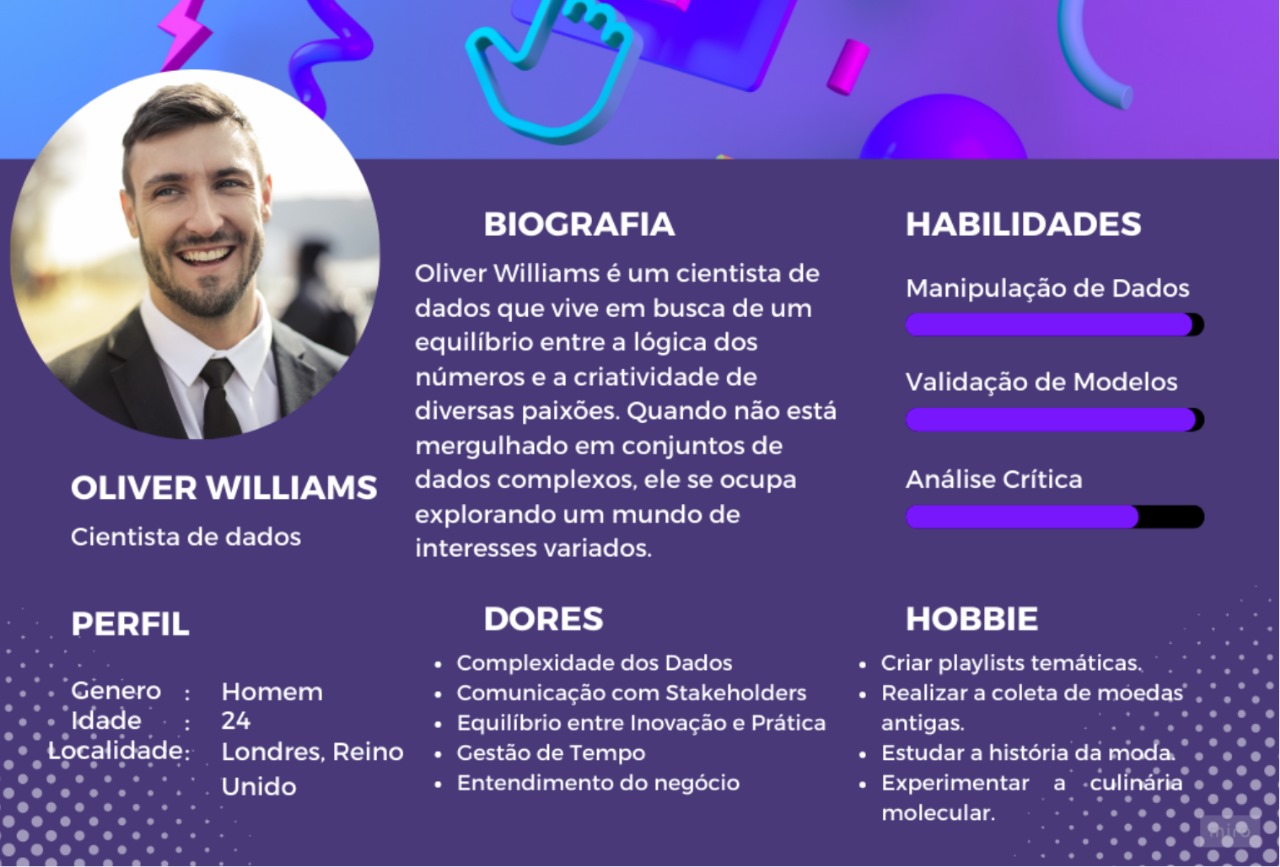 BIOGRAFIA
Oliver Williams é um cientista de
dados que vive em busca de um
equilíbrio entre a lógica dos
números e a criatividade de
diversas paixões. Quando não está
mergulhado em conjuntos de
dados complexos, ele se ocupa
explorando um mundo de
interesses variados.
HABILIDADES
Manipulação de Dados
Validação de Modelos
Análise Crítica
OLIVER WILLIAMS
Cientista de dados
PERFIL
Genero : Homem
Idade : 24
Localidade: Londres, Reino
Unido
DORES
• Complexidade dos Dados
• Comunicação com Stakeholders
• Equilíbrio entre Inovação e Prática
• Gestão de Tempo
• Entendimento do negócio
HOBBIE
• Criar playlists temáticas.
• Realizar a coleta de moedas
antigas.
• Estudar a história da moda.
• Experimentar a culinária
molecular.
miro